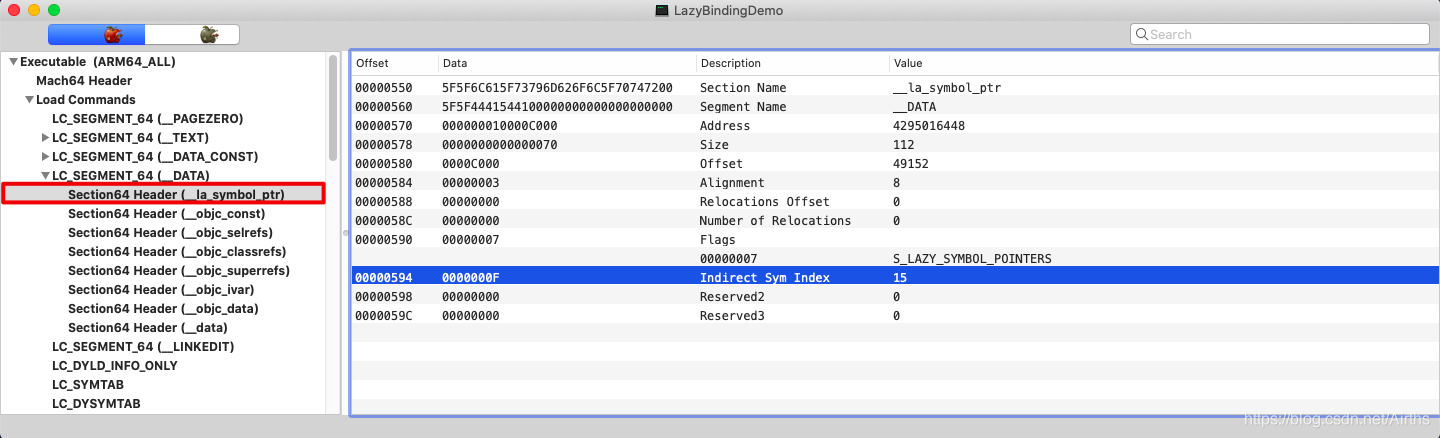 LazyBindingDemo
Search
Executable (ARM64_ALL)
Mach64 Header
Load Commands
LC_SEGMENT_64 (__PAGEZERO)
LC_SEGMENT_64 (__TEXT)
LC_SEGMENT_64 (__DATA_CONST)
LC_SEGMENT_64 (__DATA)
Section64 Header (__la_symbol_ptr)
Section64 Header (__objc_const)
Section64 Header (__objc_selrefs)
Section64 Header (__objc_classrefs)
Section64 Header (__objc_superrefs)
Section64 Header (__objc_ivar)
Section64 Header (__objc_data)
Section64 Header (__data)
LC_SEGMENT_64 (__LINKEDIT)
LC_DYLD_INFO_ONLY
LC_SYMTAB
LC_DYSYMTAB
Offset Data Description Value
00000550 5F5F6C615F73796D626F6C5F70747200 Section Name __la_symbol_ptr
00000560 5F5F4441544100000000000000000000 Segment Name __DATA
00000570 000000010000C000 Address 4295016448
00000578 0000000000000070 Size 112
00000580 0000C000 Offset 49152
00000584 00000003 Alignment 8
00000588 00000000 Relocations Offset 0
0000058C 00000000 Number of Relocations 0
00000590 00000007 Flags
00000007 S_LAZY_SYMBOL_POINTERS
00000594 0000000F Indirect Sym Index 15
00000598 00000000 Reserved2 0
0000059C 00000000 Reserved3 0
https://blog.csdn.net/Airths